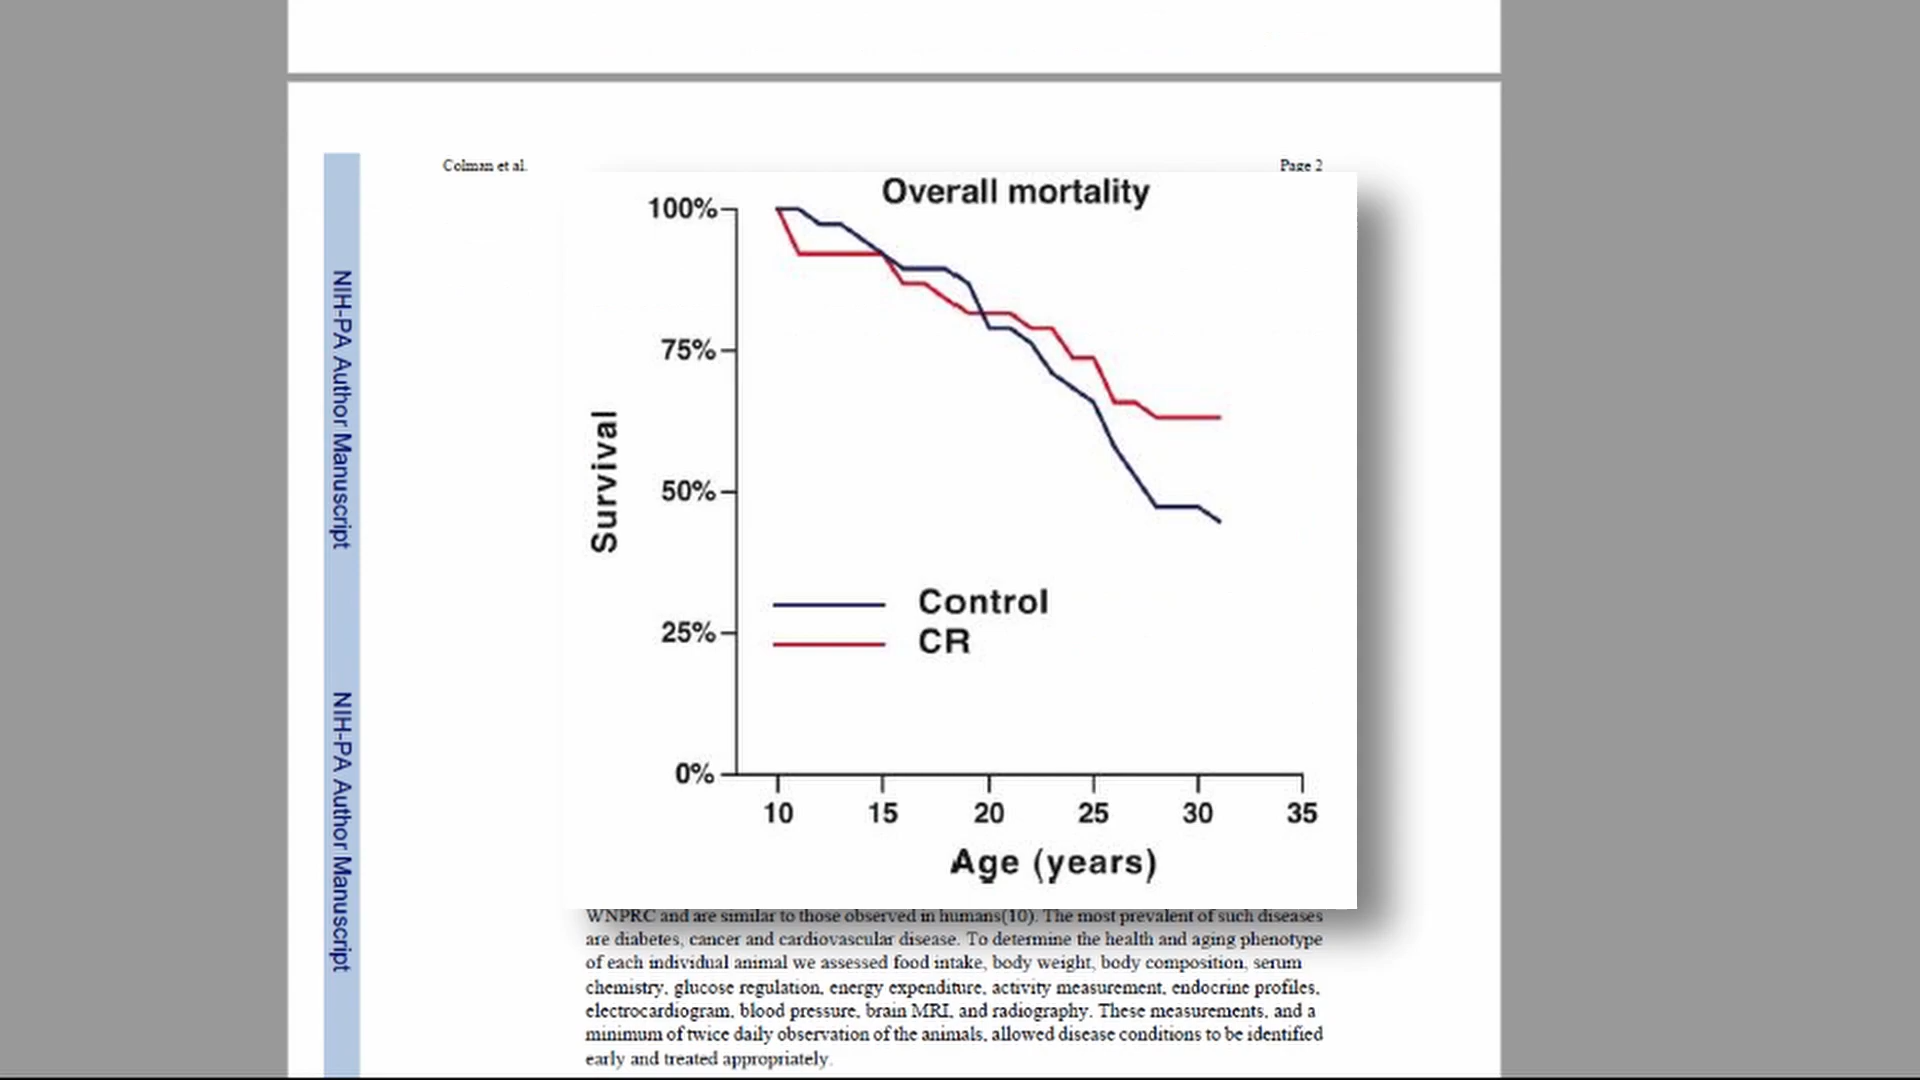 Colman et al.
Page 2
Overall mortality
100%
75%
50%
25%
0%
Survival
Control
CR
10 15 20 25 30 35
Age (years)
NIH-PA Author Manuscript
NIH-PA Author Manuscript
WNPRC and are similar to those observed in humans(10). The most prevalent of such diseases
are diabetes, cancer and cardiovascular disease. To determine the health and aging phenotype
of each individual animal we assessed food intake, body weight, body composition, serum
chemistry, glucose regulation, energy expenditure, activity measurement, endocrine profiles,
electrocardiogram, blood pressure, brain MRI, and radiography. These measurements, and a
minimum of twice daily observation of the animals, allowed disease conditions to be identified
early and treated appropriately.